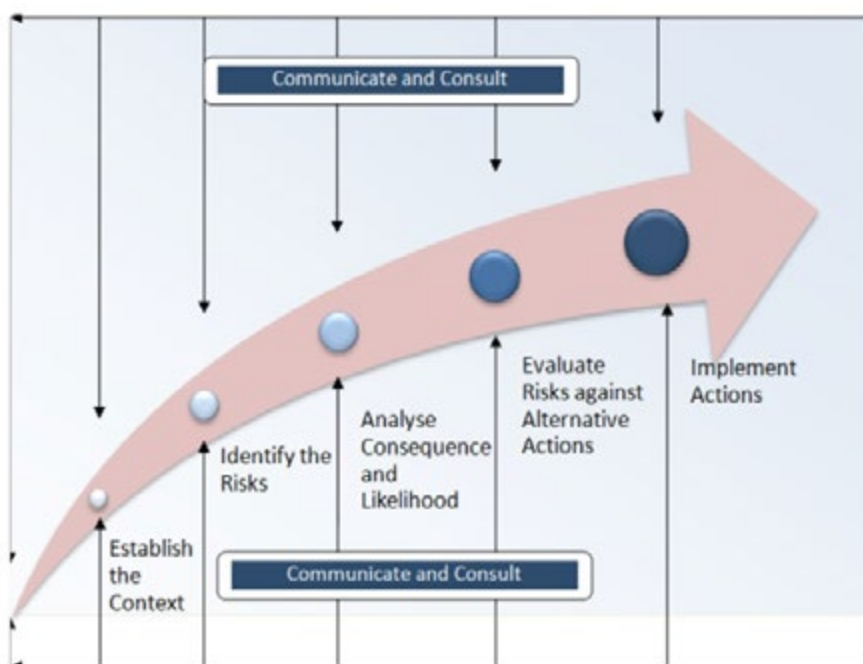 Communicate and Consult
Evaluate
Risks against
Alternative
Actions
Implement
Actions
Analyse
Consequence
and
Likelihood
Identify the
Risks
Establish
the
Context
Communicate and Consult